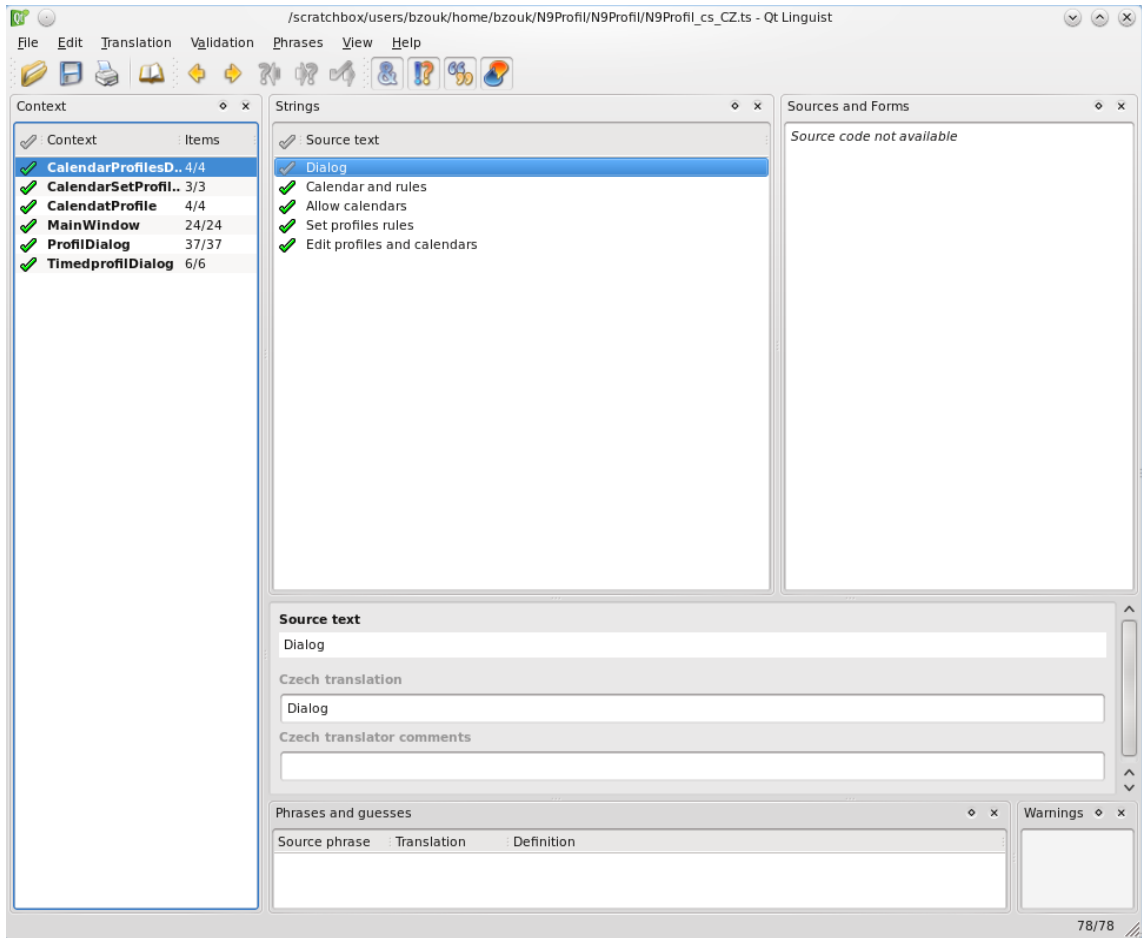 /scratchbox/users/bzouk/home/bzouk/N9Profil/N9Profil/N9Profil_cs_CZ.ts - Qt Linguist
File Edit Translation Validation Phrases View Help
Context
Context Items
CalendarProfilesD.. 4/4
CalendarSetProfil.. 3/3
CalendatProfile 4/4
MainWindow 24/24
ProfilDialog 37/37
TimedprofilDialog 6/6
Strings
Source text
Dialog
Calendar and rules
Allow calendars
Set profiles rules
Edit profiles and calendars
Sources and Forms
Source code not available
Source text
Dialog
Czech translation
Dialog
Czech translator comments
Phrases and guesses
Source phrase Translation Definition
Warnings
78/78